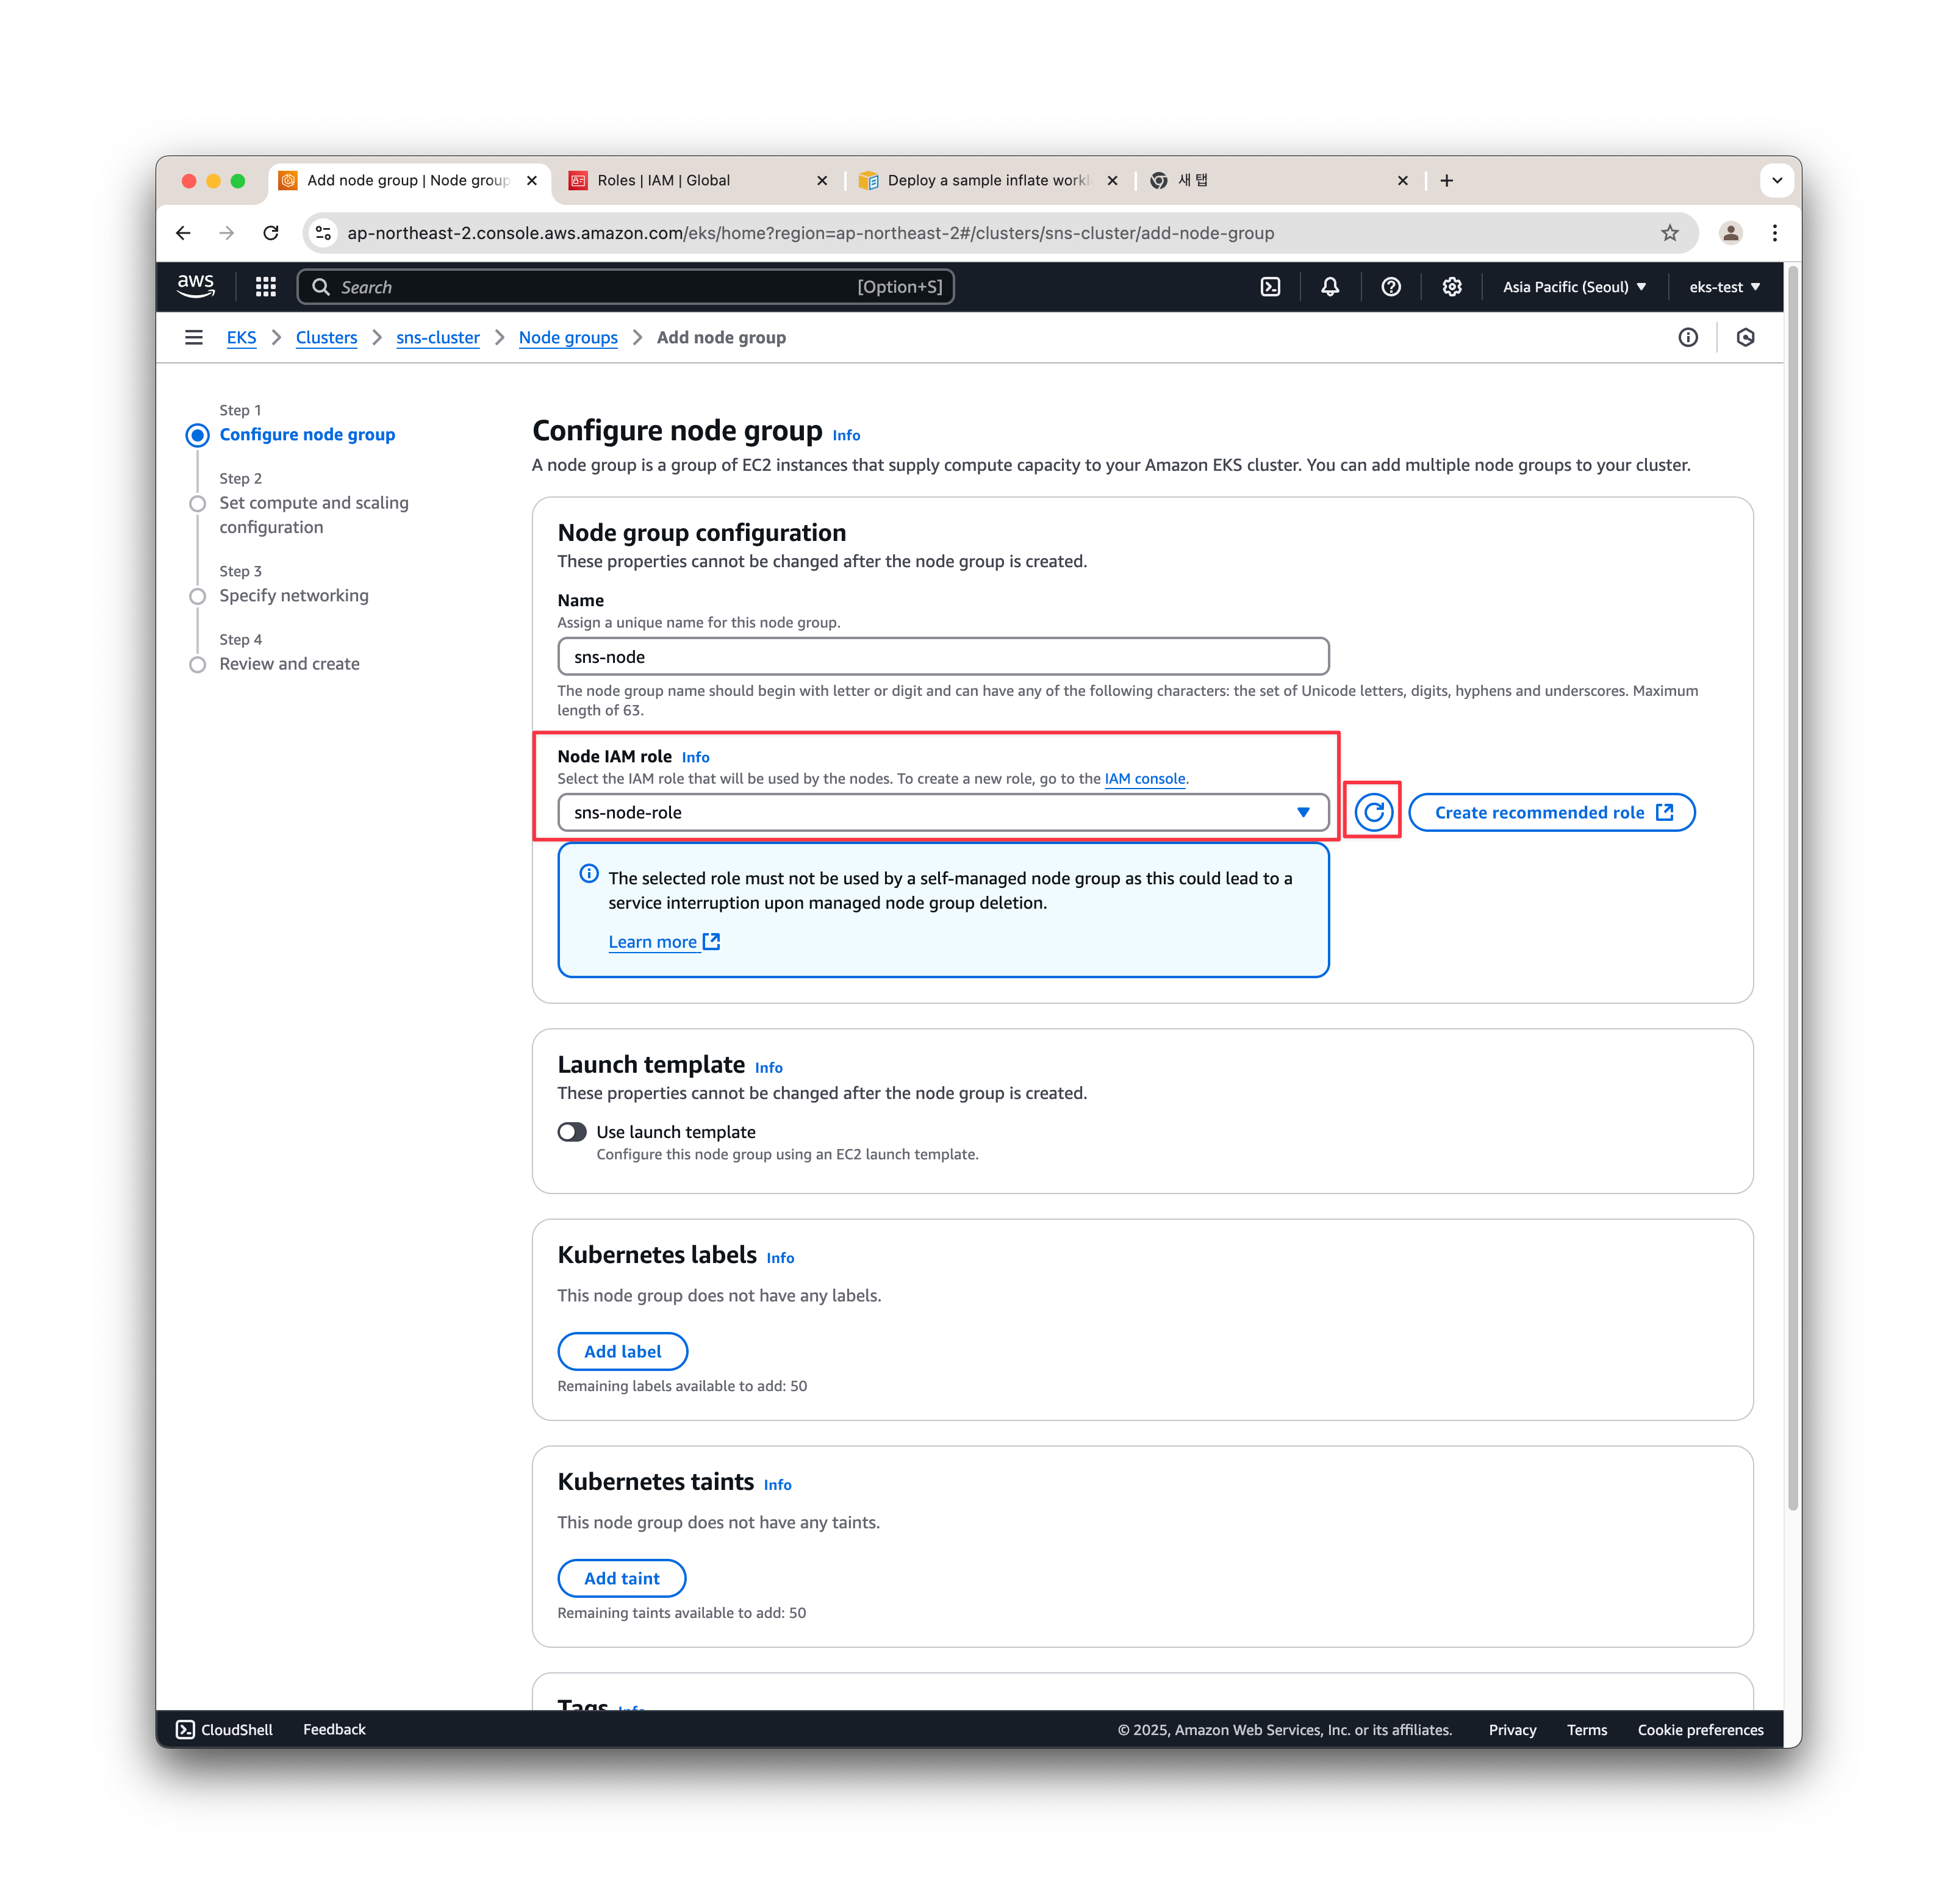 Add node group | Node group
Roles | IAM | Global
Deploy a sample inflate work
새 탭
ap-northeast-2.console.aws.amazon.com/eks/home?region=ap-northeast-2#/clusters/sns-cluster/add-node-group
aws
Search
[Option+S]
Asia Pacific (Seoul)
eks-test
EKS
Clusters
sns-cluster
Node groups
Add node group
Step 1
Configure node group
Step 2
Set compute and scaling
configuration
Step 3
Specify networking
Step 4
Review and create
Configure node group Info
A node group is a group of EC2 instances that supply compute capacity to your Amazon EKS cluster. You can add multiple node groups to your cluster.
Node group configuration
These properties cannot be changed after the node group is created.
Name
Assign a unique name for this node group.
sns-node
The node group name should begin with letter or digit and can have any of the following characters: the set of Unicode letters, digits, hyphens and underscores. Maximum
length of 63.
Node IAM role Info
Select the IAM role that will be used by the nodes. To create a new role, go to the IAM console.
sns-node-role
Create recommended role
The selected role must not be used by a self-managed node group as this could lead to a
service interruption upon managed node group deletion.
Learn more
Launch template Info
These properties cannot be changed after the node group is created.
Use launch template
Configure this node group using an EC2 launch template.
Kubernetes labels Info
This node group does not have any labels.
Add label
Remaining labels available to add: 50
Kubernetes taints Info
This node group does not have any taints.
Add taint
Remaining taints available to add: 50
Tags Info
CloudShell
Feedback
© 2025, Amazon Web Services, Inc. or its affiliates.
Privacy
Terms
Cookie preferences